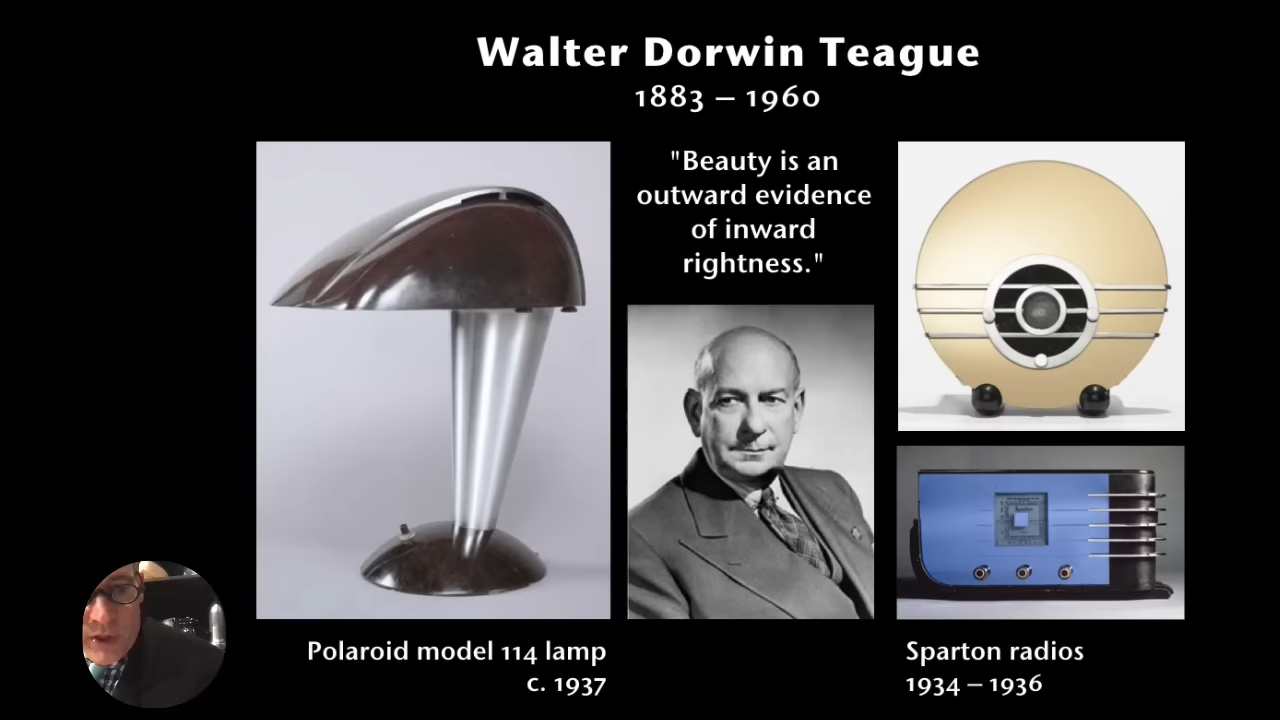 Walter Dorwin Teague
1883 – 1960
"Beauty is an
outward evidence
of inward
rightness."
Polaroid model 114 lamp
c. 1937
Sparton radios
1934 – 1936